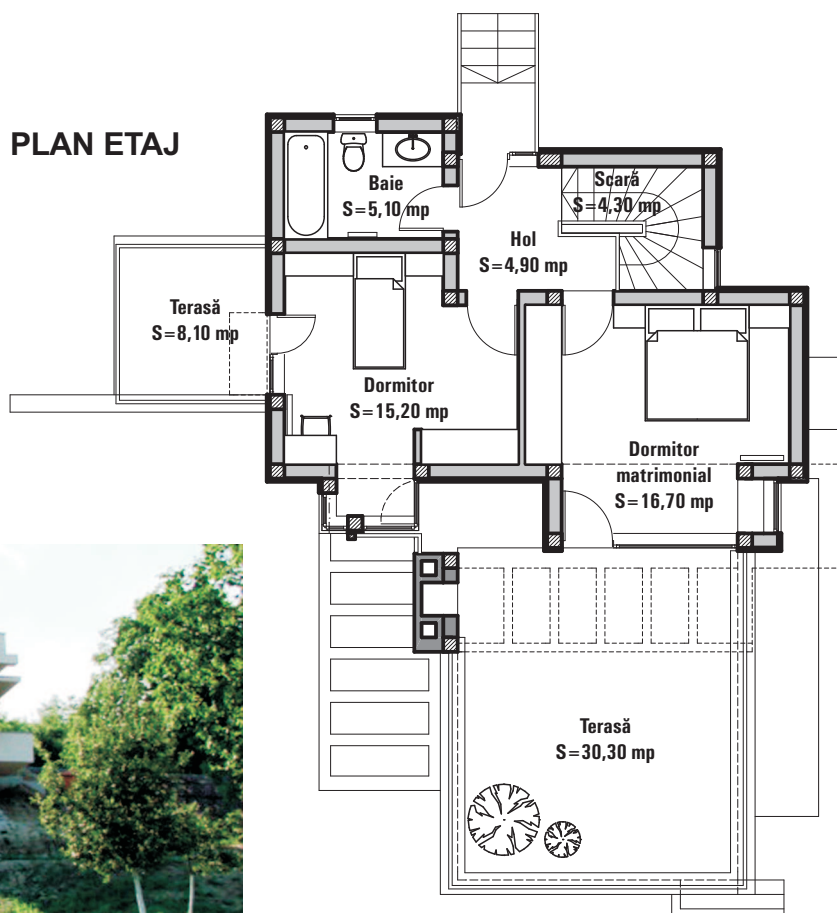 PLAN ETAJ
Baie
S=5,10 mp
Scară
S=4,30 mp
Hol
S=4,90 mp
Terasă
S=8,10 mp
Dormitor
S=15,20 mp
Dormitor
matrimonial
S=16,70 mp
Terasă
S=30,30 mp